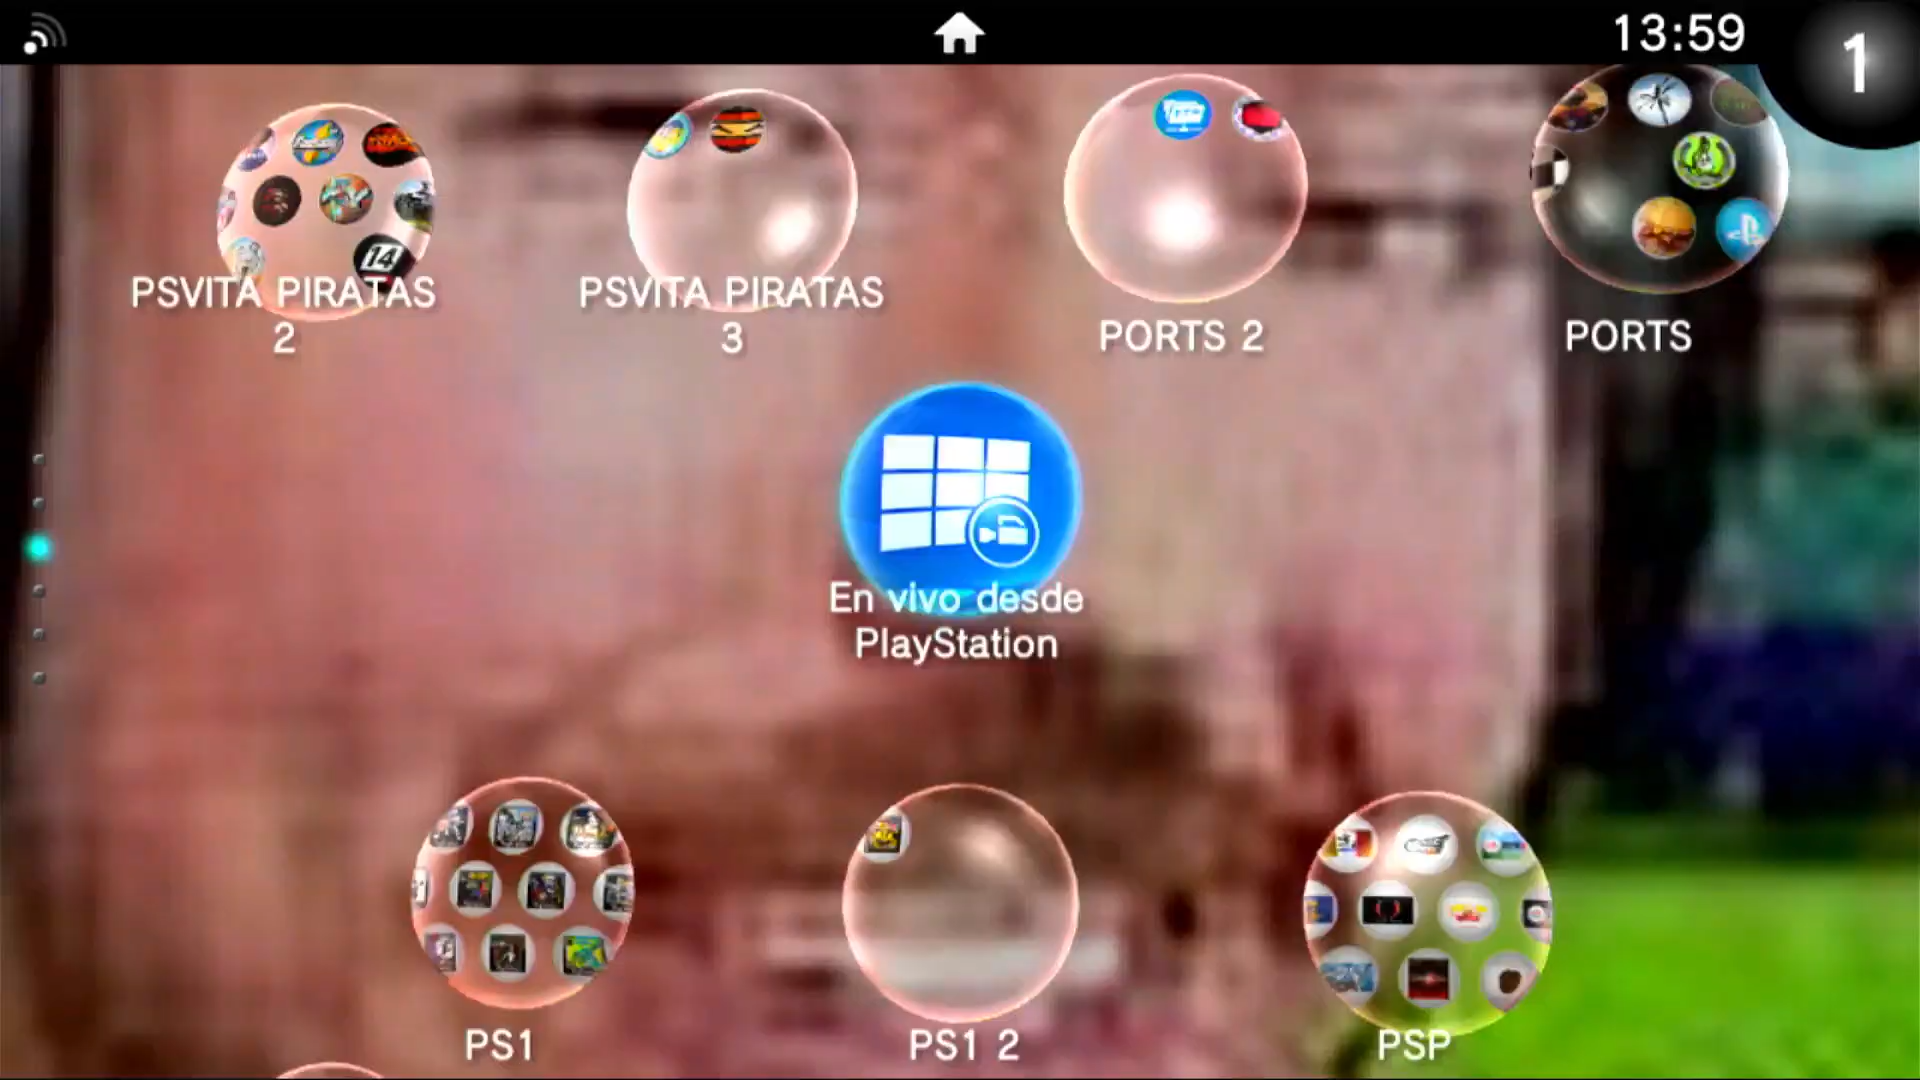 13:59
1
14
PSVITA PIRATAS
2
PSVITA PIRATAS
3
PORTS 2
PORTS
En vivo desde
PlayStation
PS1
PS1 2
PSP